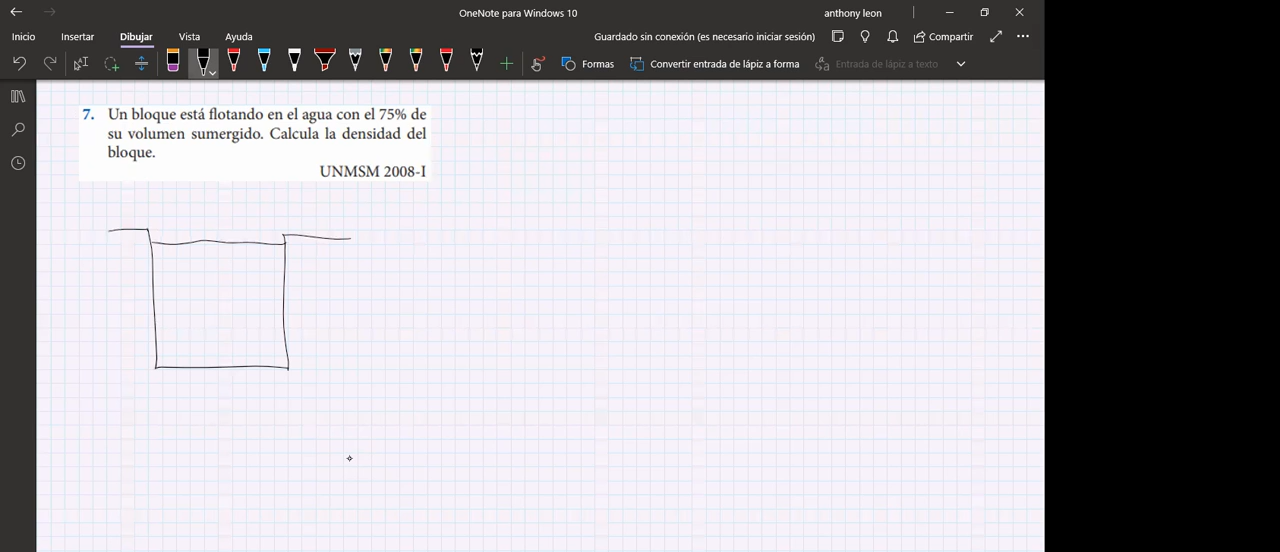 OneNote para Windows 10
anthony leon
Inicio Insertar Dibujar Vista Ayuda
Guardado sin conexión (es necesario iniciar sesión)
Compartir
Formas
Convertir entrada de lápiz a forma
Entrada de lápiz a texto
7. Un bloque está flotando en el agua con el 75% de
su volumen sumergido. Calcula la densidad del
bloque.
UNMSM 2008-I